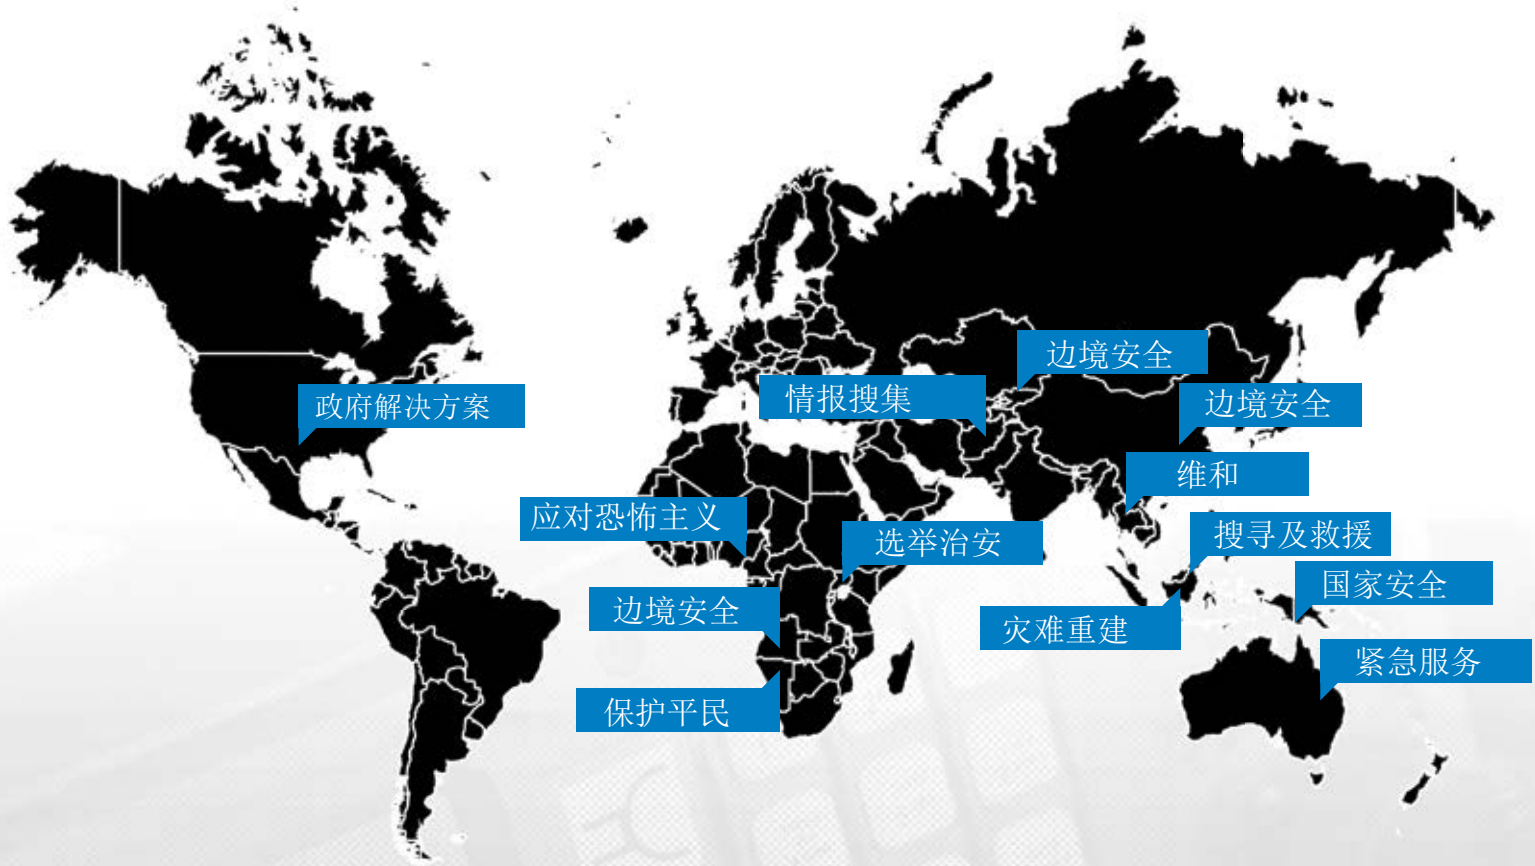 边境安全
情报搜集
边境安全
政府解决方案
维和
应对恐怖主义
搜寻及救援
选举治安
国家安全
边境安全
灾难重建
紧急服务
保护平民